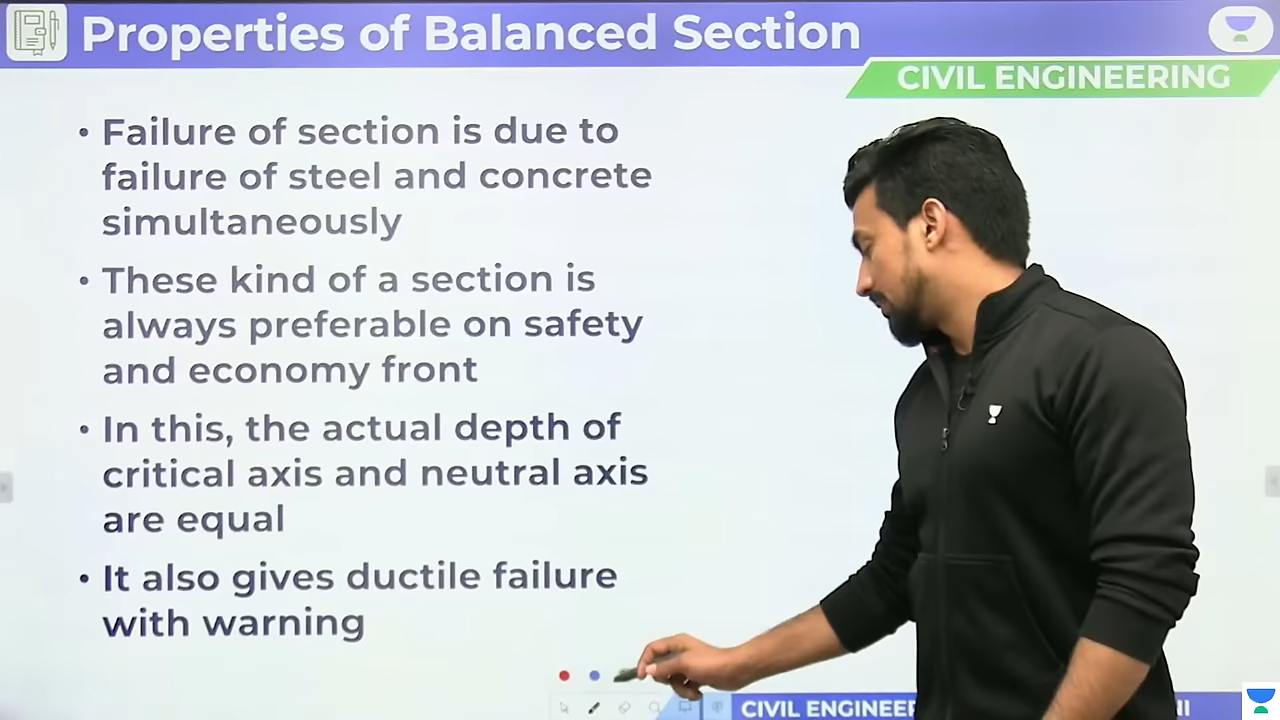 Properties of Balanced Section
CIVIL ENGINEERING
• Failure of section is due to
failure of steel and concrete
simultaneously
• These kind of a section is
always preferable on safety
and economy front
• In this, the actual depth of
critical axis and neutral axis
are equal
• It also gives ductile failure
with warning
CIVIL